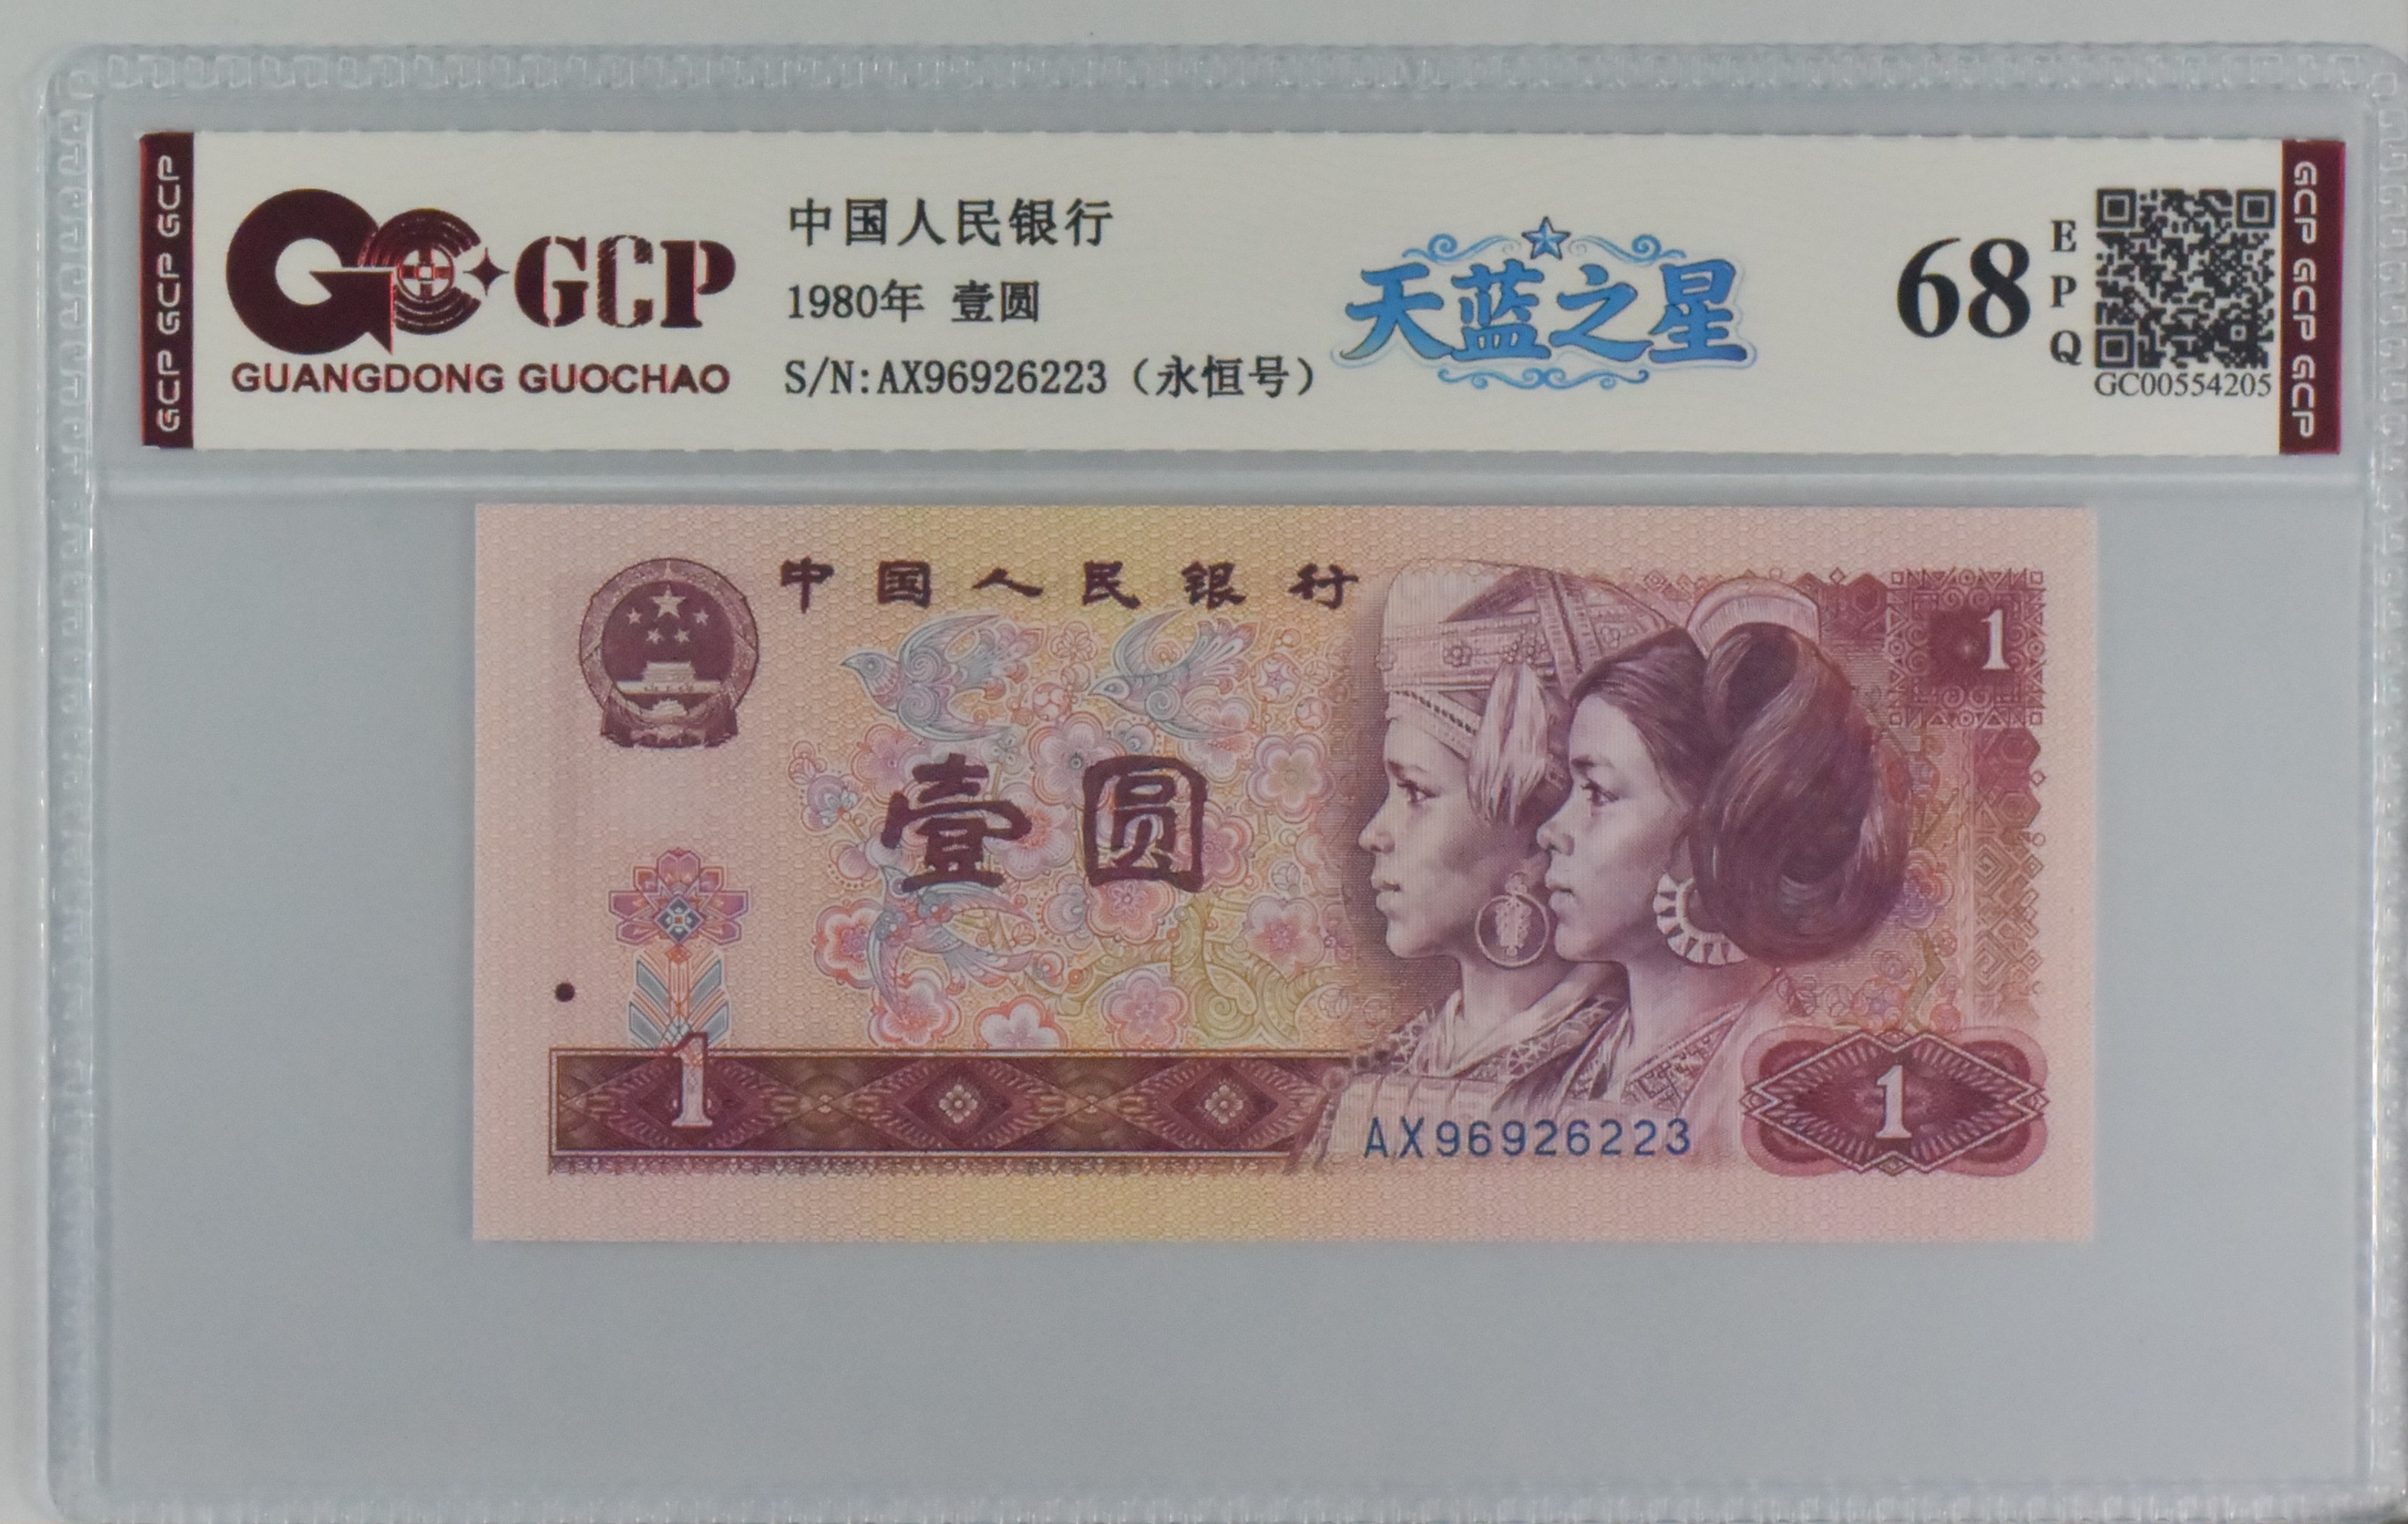 GCP GCP GCP
GC GCP
GUANGDONG GUOCHAO
中国人民银行
1980年 壹圆
S/N:AX96926223（永恒号）
天蓝之星
68
E
P
Q
GC00554205
GCP GCP GCP
中国人民银行
1
壹圆
1
AX96926223
1